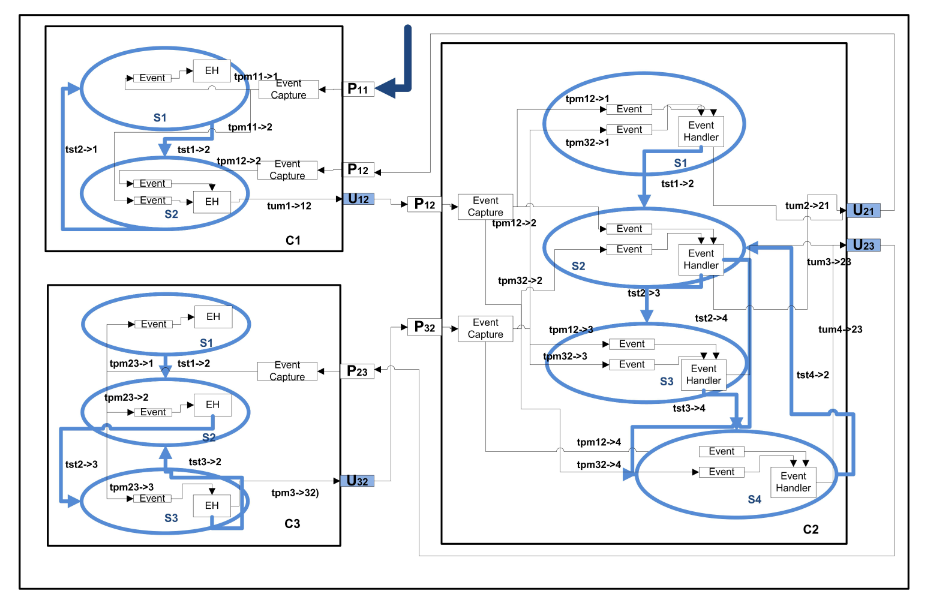 Event
EH
tpm11->1
Event
Capture
P11
S1
tpm11->2
tst2->1
tst1->2
tpm12->2
Event
Capture
P12
Event
Event
EH
S2
tum1->12
U12
C1
P12
Event
Capture
tpm12->2
tpm12->1
Event
tpm32->1
Event
Event
Handler
S1
tst1->2
Event
Event
S2
Event
Handler
tum2->21
U21
U23
tum3->23
tpm32->2
tst2->3
tst2->4
P32
Event
Capture
tpm12->3
Event
tpm32->3
Event
S3
Event
Handler
tum4->23
tst4->2
tst3->4
tpm12->4
Event
tpm32->4
Event
Event
Handler
S4
C2
Event
EH
S1
tpm23->1
tst1->2
Event
Capture
P23
tpm23->2
Event
EH
S2
tst2->3
tst3->2
tpm23->3
Event
EH
S3
tpm3->32)
U32
C3